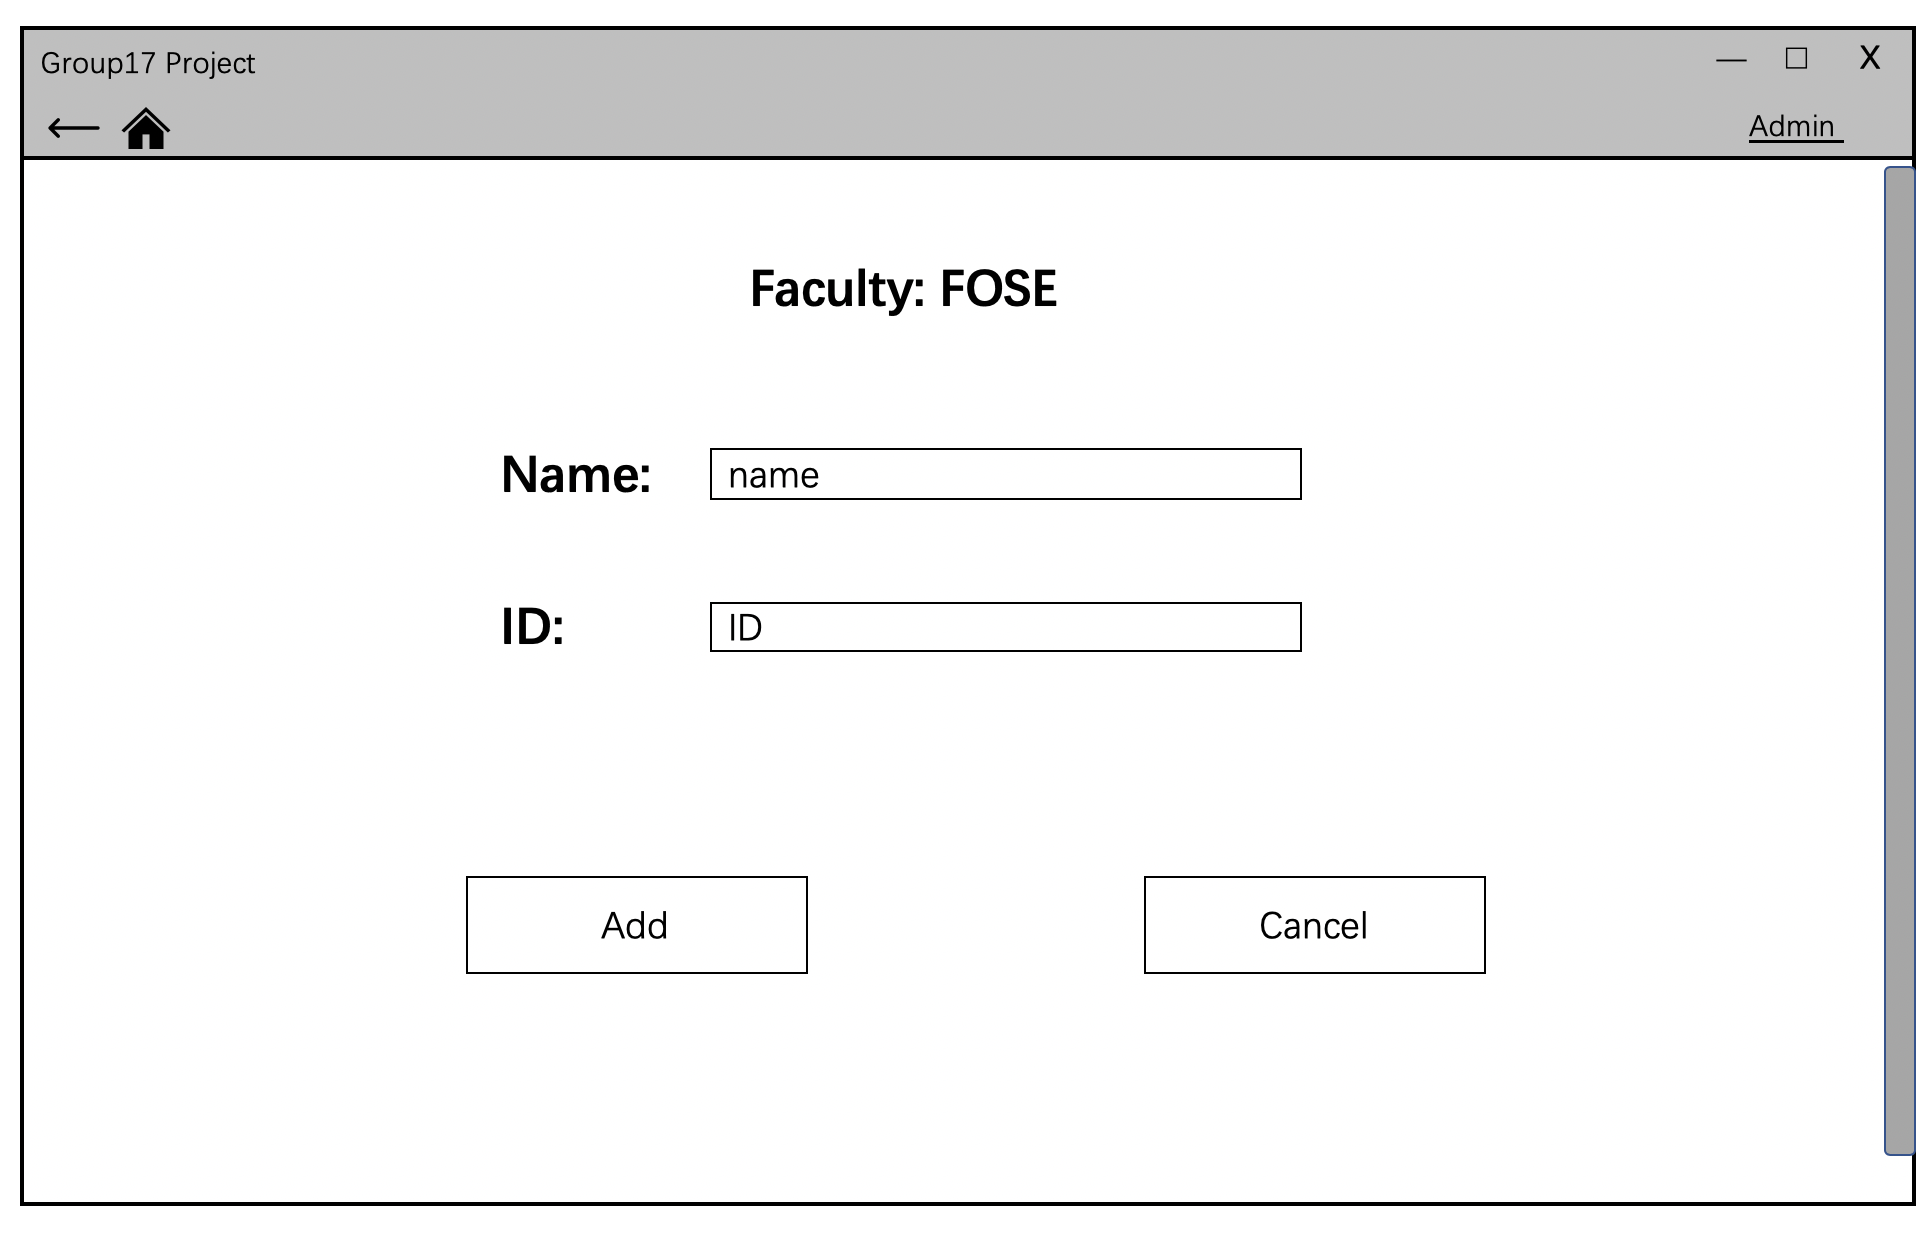 Group17 Project
— □ X
Admin
Faculty: FOSE
Name: name
ID: ID
Add Cancel